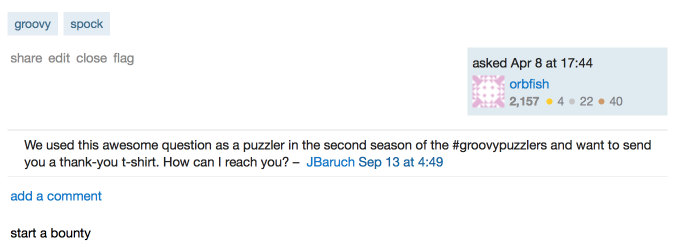 groovy spock
share edit close flag
asked Apr 8 at 17:44
orbfish
2,157 4 22 40
We used this awesome question as a puzzler in the second season of the #groovypuzzlers and want to send
you a thank-you t-shirt. How can I reach you? – JBaruch Sep 13 at 4:49
add a comment
start a bounty